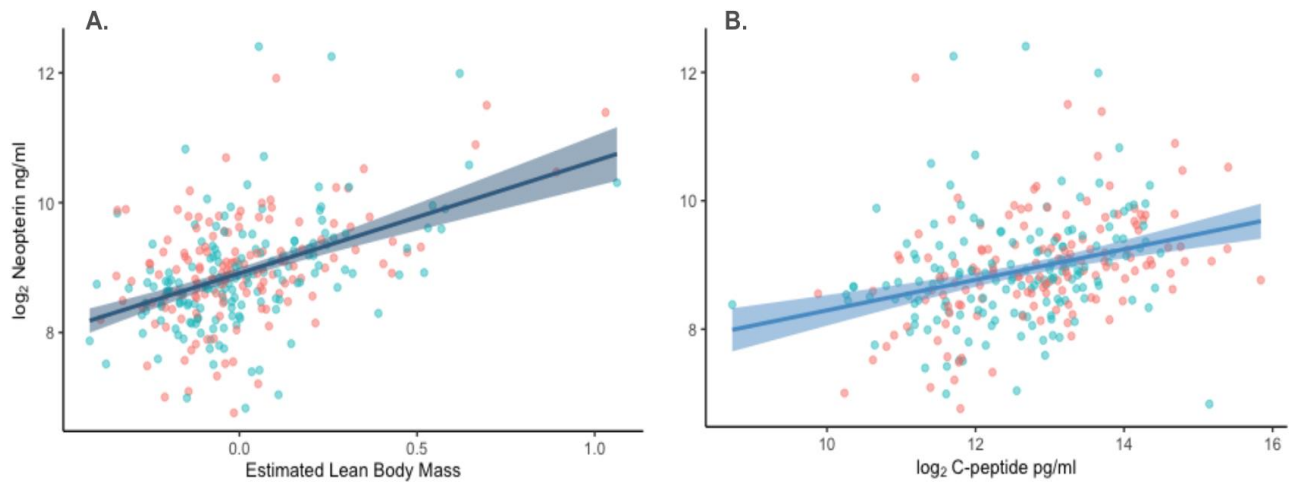 A.
log₂ Neopterin ng/ml
12
10
8
0.0 0.5 1.0
Estimated Lean Body Mass
B.
12
10
8
10 12 14 16
log₂ C-peptide pg/ml